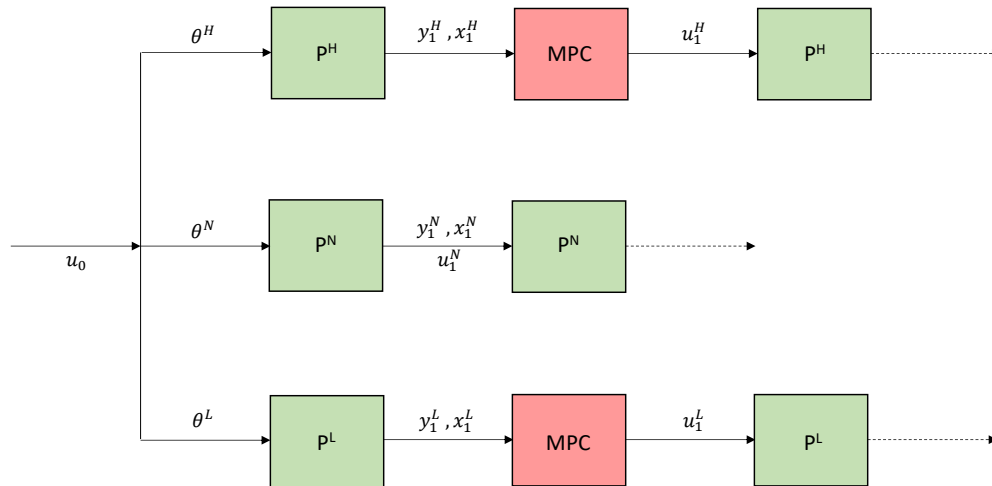 θ^H
P^H
y_1^H , x_1^H
MPC
u_1^H
P^H
u_0
θ^N
P^N
y_1^N , x_1^N
u_1^N
P^N
θ^L
P^L
y_1^L , x_1^L
MPC
u_1^L
P^L